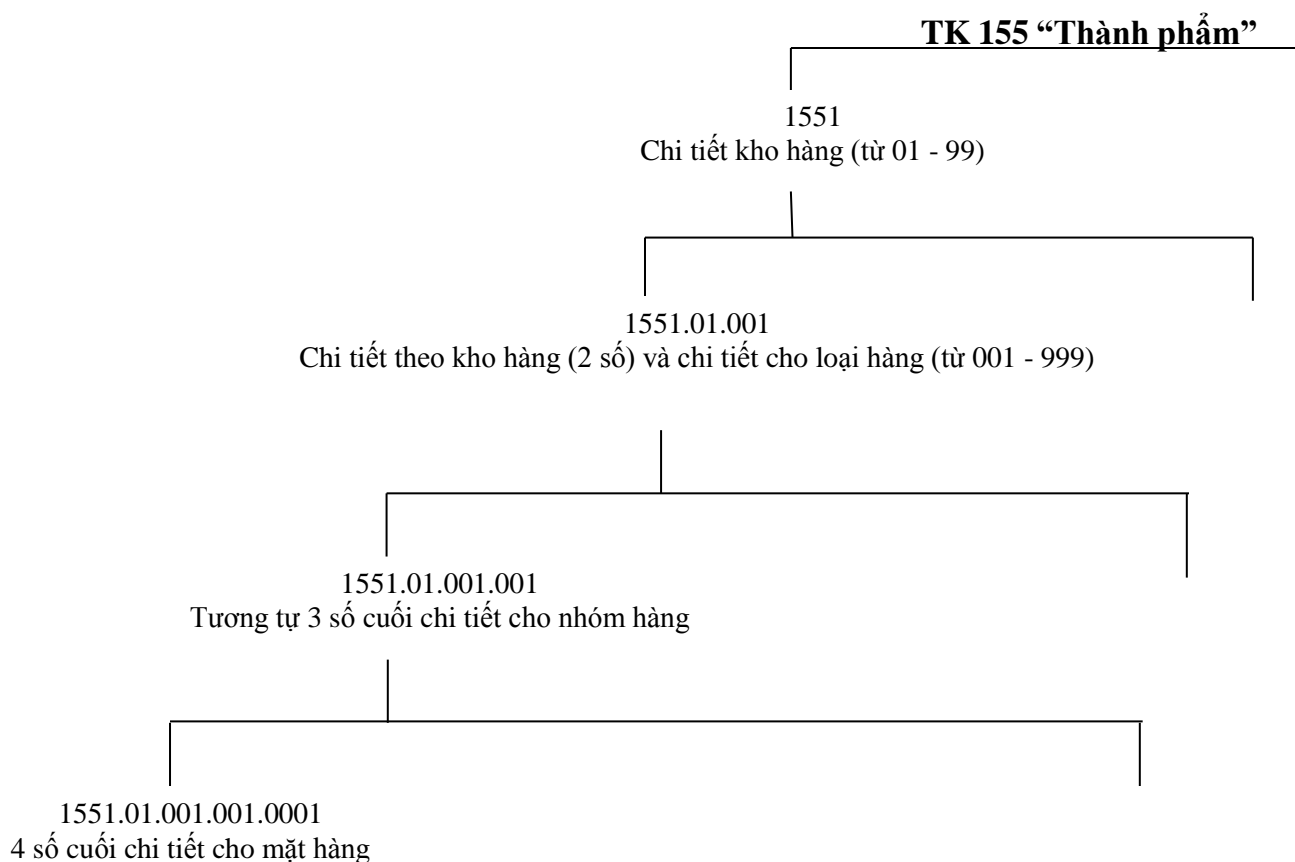 TK 155 “Thành phẩm”
1551
Chi tiết kho hàng (từ 01 - 99)
1551.01.001
Chi tiết theo kho hàng (2 số) và chi tiết cho loại hàng (từ 001 - 999)
1551.01.001.001
Tương tự 3 số cuối chi tiết cho nhóm hàng
1551.01.001.001.0001
4 số cuối chi tiết cho mặt hàng